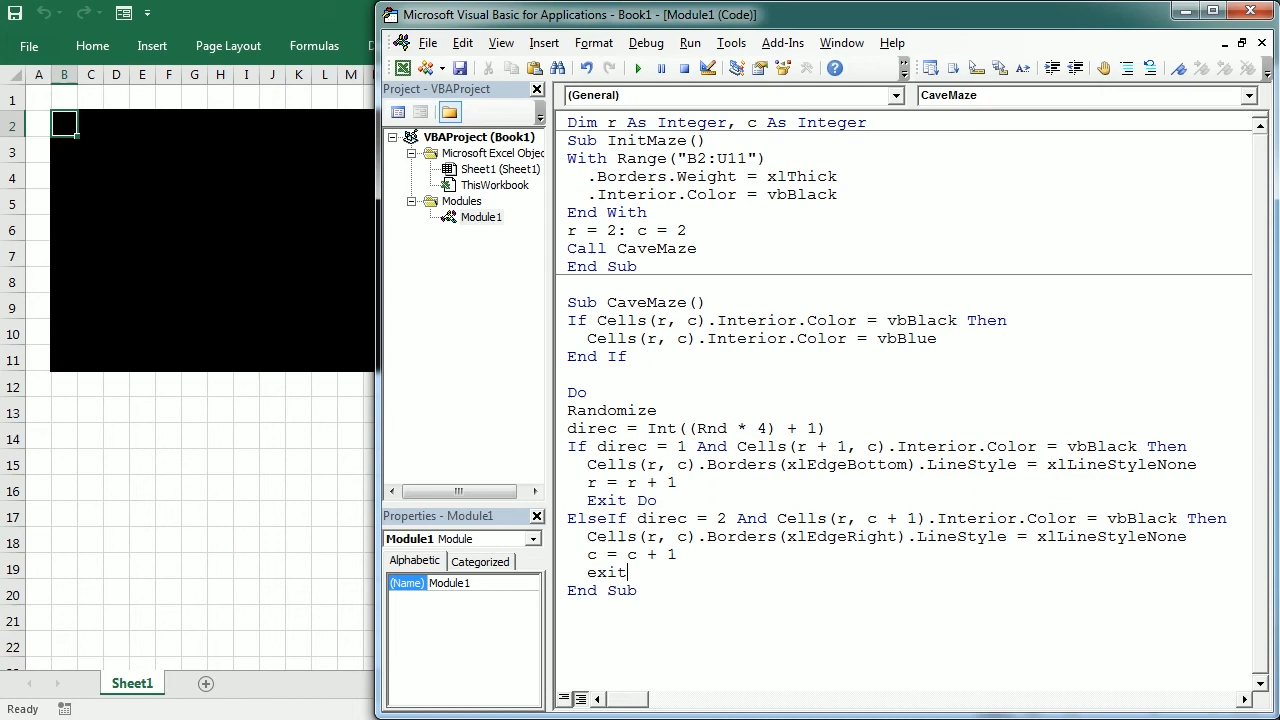 Microsoft Visual Basic for Applications - Book1 - [Module1 (Code)]
File Home Insert Page Layout Formulas
File Edit View Insert Format Debug Run Tools Add-Ins Window Help
A B C D E F G H I J K L M
1
2
3
4
5
6
7
8
9
10
11
12
13
14
15
16
17
18
19
20
21
22
Sheet1
Ready
Project - VBAProject
VBAProject (Book1)
Microsoft Excel Objec
Sheet1 (Sheet1)
ThisWorkbook
Modules
Module1
Properties - Module1
Module1 Module
Alphabetic Categorized
(Name) Module1
(General) CaveMaze
Dim r As Integer, c As Integer
Sub InitMaze()
With Range("B2:U11")
.Borders.Weight = xlThick
.Interior.Color = vbBlack
End With
r = 2: c = 2
Call CaveMaze
End Sub
Sub CaveMaze()
If Cells(r, c).Interior.Color = vbBlack Then
Cells(r, c).Interior.Color = vbBlue
End If
Do
Randomize
direc = Int((Rnd * 4) + 1)
If direc = 1 And Cells(r + 1, c).Interior.Color = vbBlack Then
Cells(r, c).Borders(xlEdgeBottom).LineStyle = xlLineStyleNone
r = r + 1
Exit Do
ElseIf direc = 2 And Cells(r, c + 1).Interior.Color = vbBlack Then
Cells(r, c).Borders(xlEdgeRight).LineStyle = xlLineStyleNone
c = c + 1
exit
End Sub